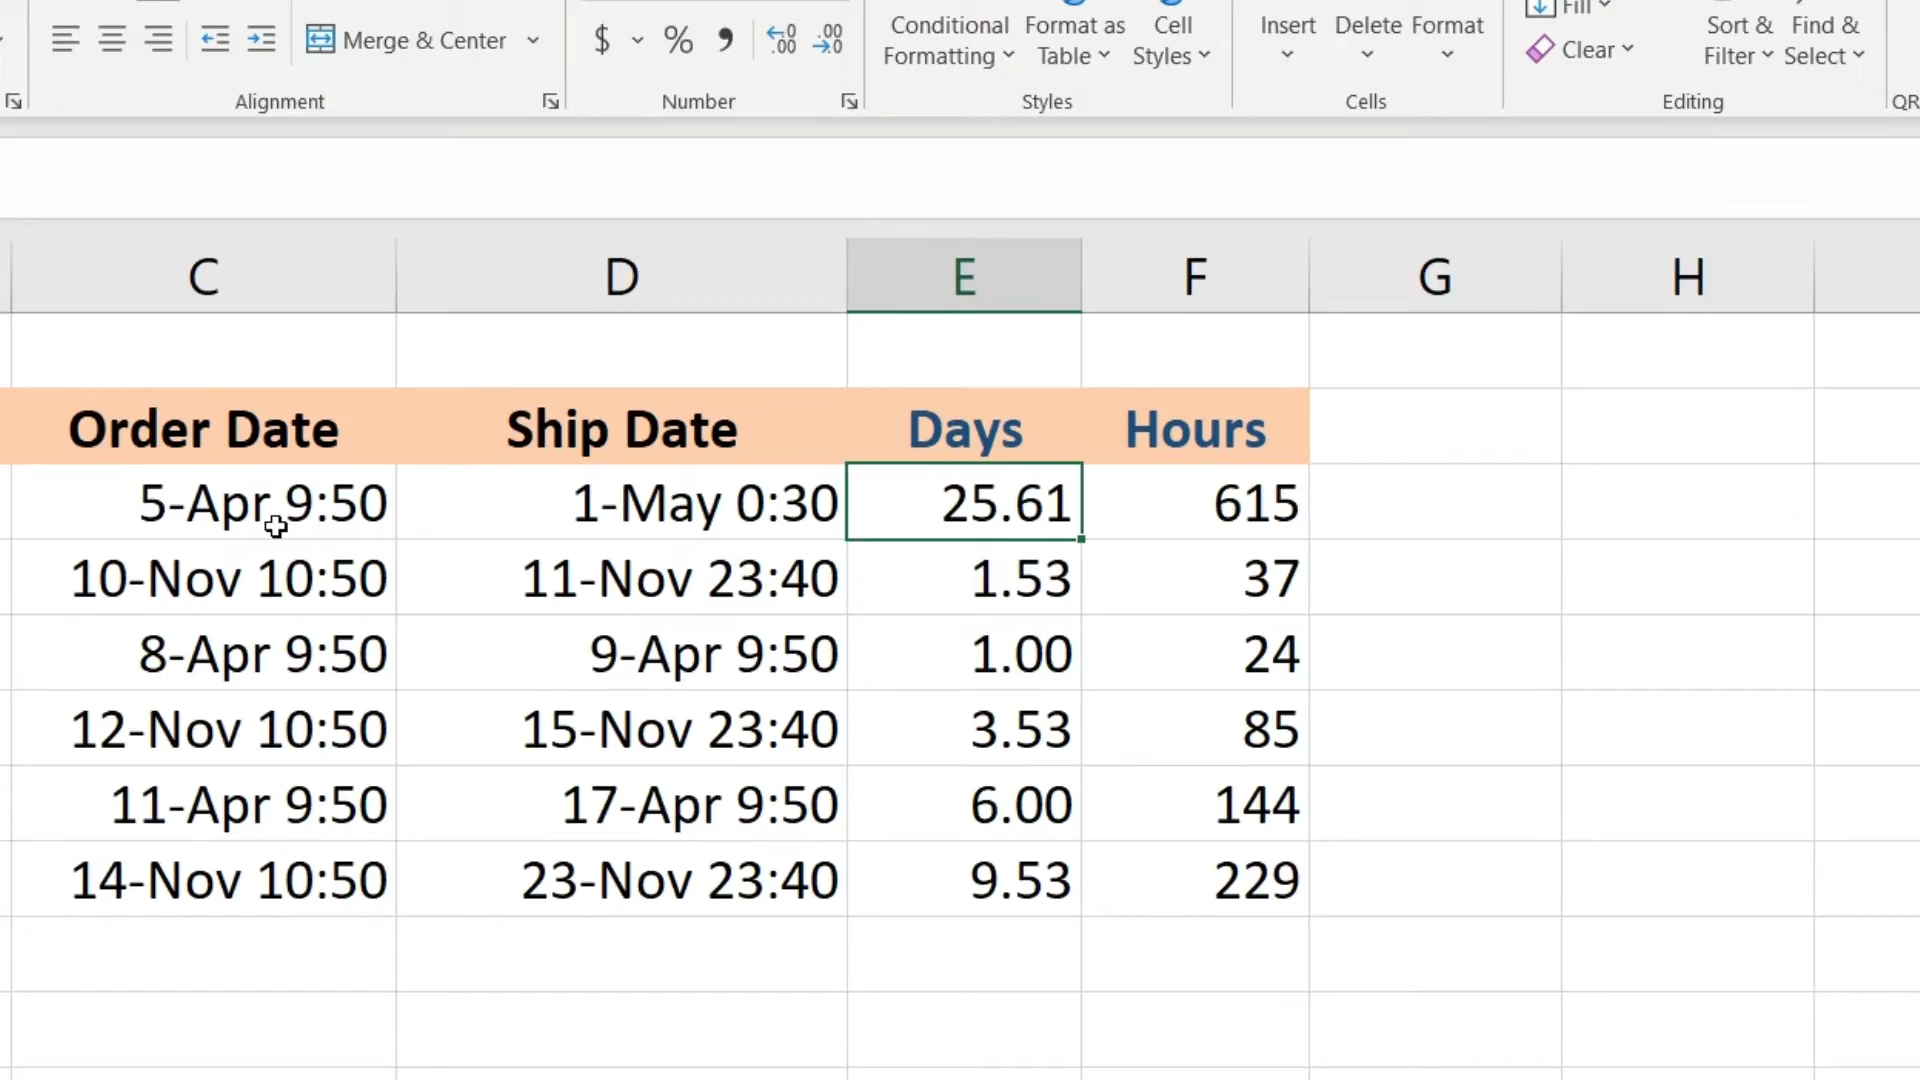 Fill
Merge & Center $ % , .00 .00
Conditional Formatting
Format as Table
Cell Styles
Insert Delete Format
Clear
Sort & Filter
Find & Select
Alignment Number Styles Cells Editing QR
C D E F G H
Order Date Ship Date Days Hours
5-Apr 9:50 1-May 0:30 25.61 615
10-Nov 10:50 11-Nov 23:40 1.53 37
8-Apr 9:50 9-Apr 9:50 1.00 24
12-Nov 10:50 15-Nov 23:40 3.53 85
11-Apr 9:50 17-Apr 9:50 6.00 144
14-Nov 10:50 23-Nov 23:40 9.53 229